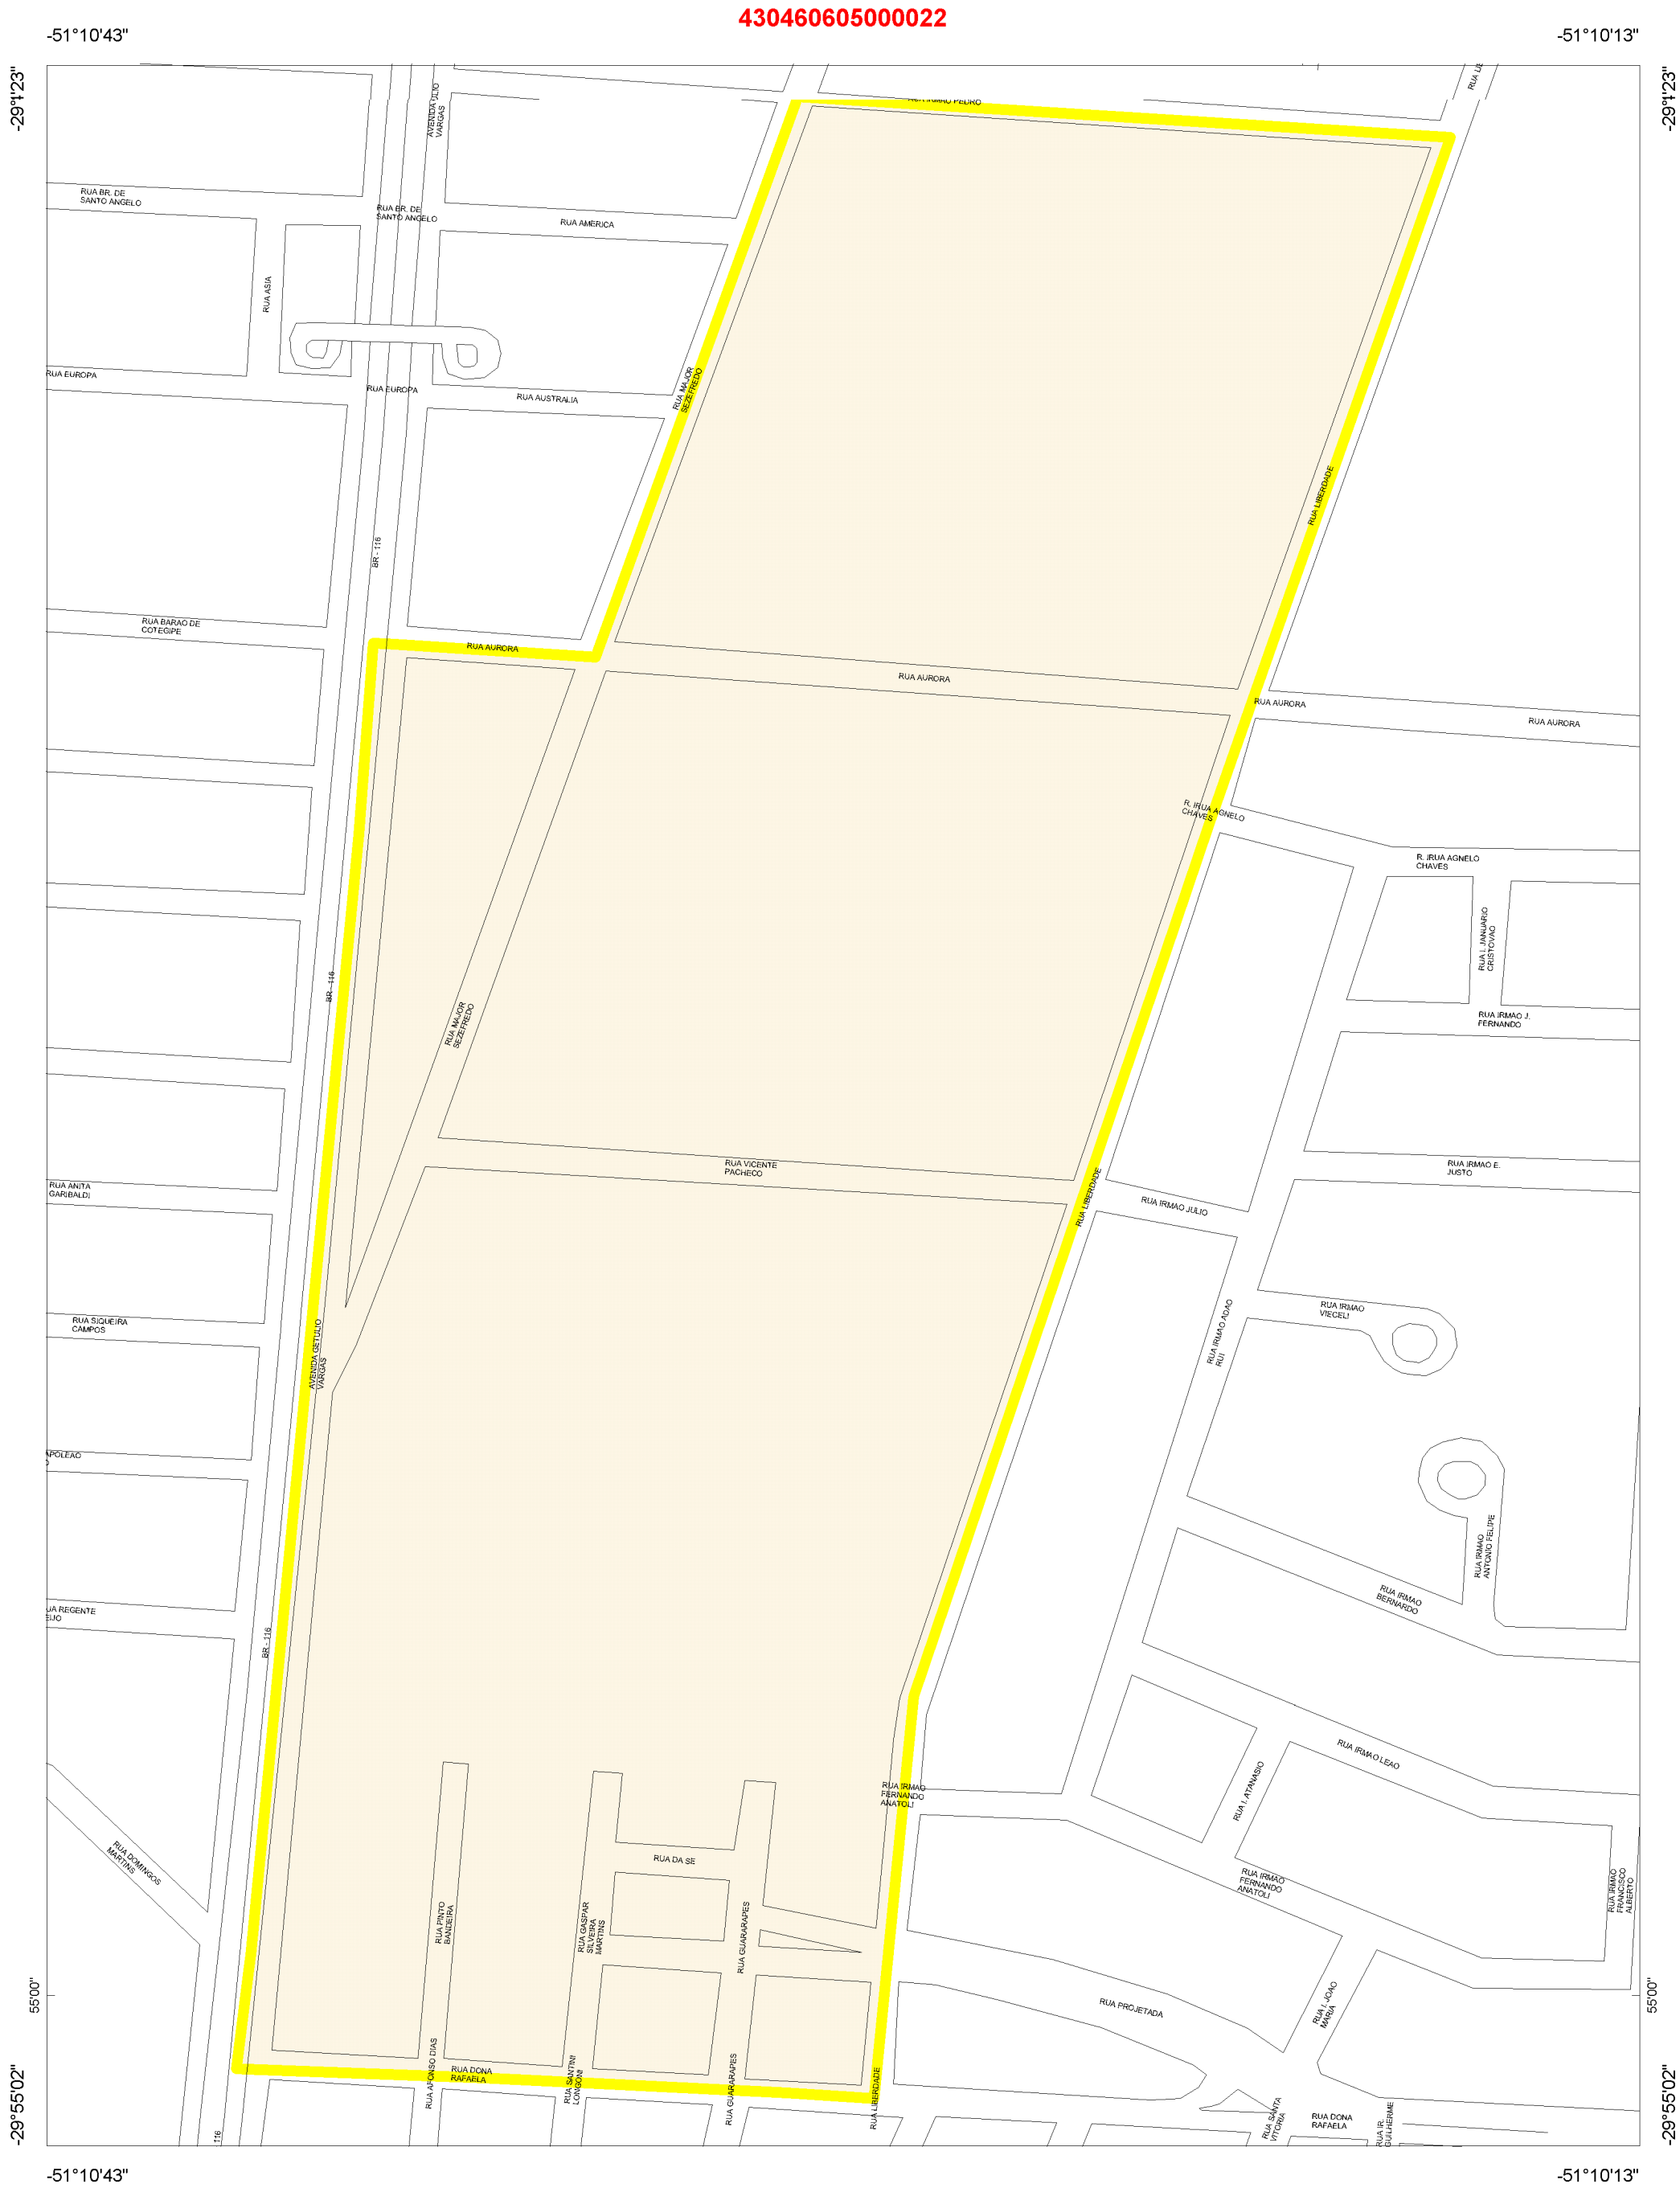 430460605000022
-51°10'43"
-51°10'13"
-29°1'23"
-29°1'23"
AVENIDA
VARGAS
RUA BR. DE
SANTO ANGELO
RUA BR. DE
SANTO ANGELO
RUA AMERICA
RUA ASIA
RUA EUROPA
RUA EUROPA
RUA AUSTRALIA
RUA MAJOR
SEZEFREDO
RUA LIBERDADE
BR - 116
RUA BARAO DE
COTEGIPE
RUA AURORA
RUA AURORA
RUA AURORA
RUA AURORA
R. IRUA AGNELO
CHAVES
R. IRUA AGNELO
CHAVES
RUA I. JANUARIO
CRISTOVAO
BR - 116
RUA MAJOR
SEZEFREDO
RUA IRMAO J.
FERNANDO
RUA VICENTE
PACHECO
RUA IRMAO E.
JUSTO
RUA ANITA
GARIBALDI
RUA LIBERDADE
RUA IRMAO JULIO
RUA SIQUEIRA
CAMPOS
AVENIDA GETULIO
VARGAS
RUA IRMAO ADAO
RUI
RUA IRMAO
VIECELI
APOLEAO
O
RUA IRMAO
ANTONIO FELIPE
RUA IRMAO
BERNARDO
UA REGENTE
EIJO
BR - 116
RUA IRMAO LEAO
RUA I. ATANASIO
RUA IRMAO
FERNANDO
ANATOLI
RUA DOMINGOS
MARTINS
RUA DA SE
RUA IRMAO
FERNANDO
ANATOLI
RUA IRMAO
FRANCISCO
ALBERTO
RUA PINTO
BANDEIRA
RUA GASPAR
SILVEIRA
MARTINS
RUA GUARARAPES
RUA PROJETADA
RUA I. JOAO
MARIA
55'00"
55'00"
RUA AFONSO DIAS
RUA DONA
RAFAELA
RUA SANTINI
LONGONI
RUA GUARARAPES
RUA LIBERDADE
RUA SANTA
VITORIA
RUA DONA
RAFAELA
RUA IR.
GUILHERME
116
-29°55'02"
-29°55'02"
-51°10'43"
-51°10'13"